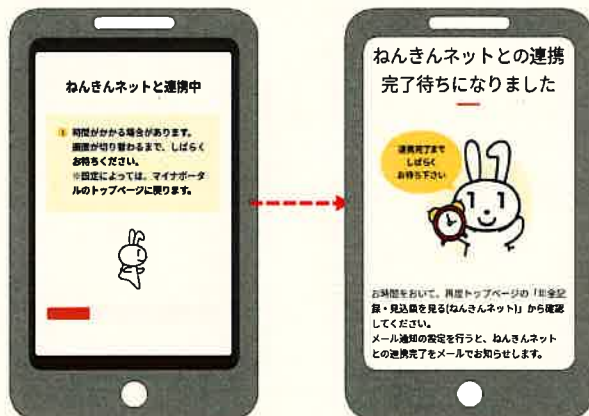 ねんきんネットと連携中
時間がかかる場合があります。
画面が切り替わるまで、しばらく
お待ちください。
※設定によっては、マイナポータ
ルのトップページに戻ります。
ねんきんネットとの連携
完了待ちになりました
連携完了まで
しばらく
お待ち下さい
お時間をおいて、再度トップページの「年金記
録・見込額を見る(ねんきんネット)」から確認
してください。
メール通知の設定を行うと、ねんきんネット
との連携完了をメールでお知らせします。